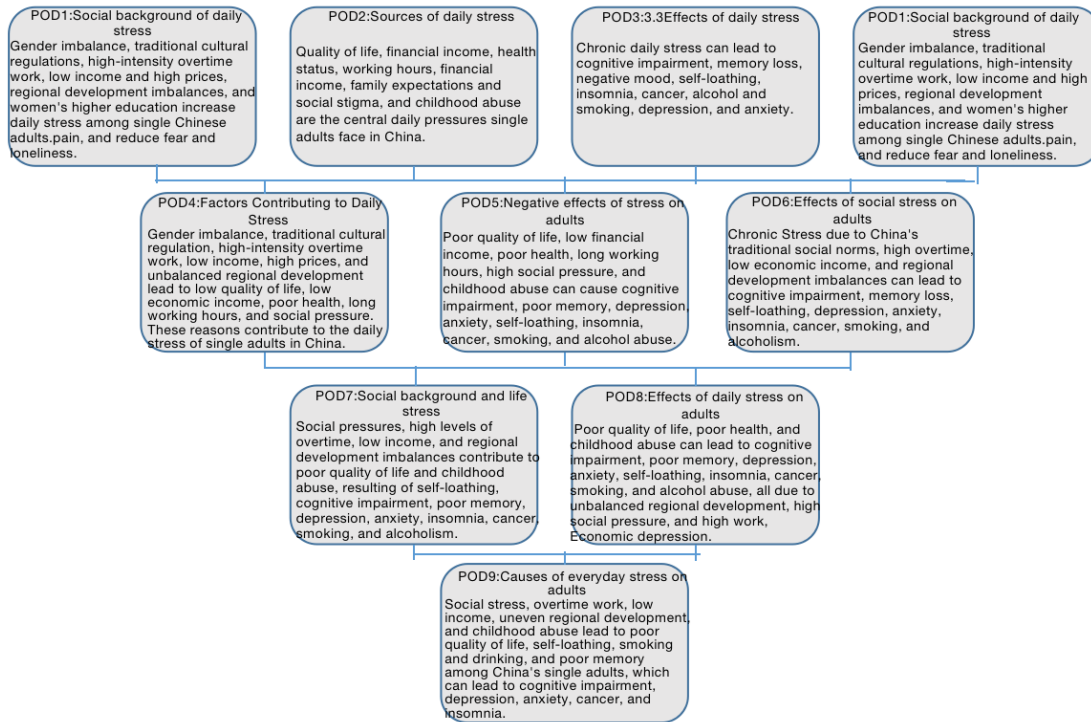 POD1:Social background of daily
stress
Gender imbalance, traditional cultural
regulations, high-intensity overtime
work, low income and high prices,
regional development imbalances, and
women's higher education increase
daily stress among single Chinese
adults.pain, and reduce fear and
loneliness.
POD2:Sources of daily stress
Quality of life, financial income, health
status, working hours, financial
income, family expectations and
social stigma, and childhood abuse
are the central daily pressures single
adults face in China.
POD3:3.3Effects of daily stress
Chronic daily stress can lead to
cognitive impairment, memory loss,
negative mood, self-loathing,
insomnia, cancer, alcohol and
smoking, depression, and anxiety.
POD1:Social background of daily
stress
Gender imbalance, traditional
cultural regulations, high-intensity
overtime work, low income and high
prices, regional development
imbalances, and women's higher
education increase daily stress
among single Chinese adults.pain,
and reduce fear and loneliness.
POD4:Factors Contributing to Daily
Stress
Gender imbalance, traditional cultural
regulation, high-intensity overtime
work, low income, high prices, and
unbalanced regional development
lead to low quality of life, low
economic income, poor health, long
working hours, and social pressure.
These reasons contribute to the daily
stress of single adults in China.
POD5:Negative effects of stress on
adults
Poor quality of life, low financial
income, poor health, long working
hours, high social pressure, and
childhood abuse can cause cognitive
impairment, poor memory, depression,
anxiety, self-loathing, insomnia,
cancer, smoking, and alcohol abuse.
POD6:Effects of social stress on
adults
Chronic Stress due to China's
traditional social norms, high overtime,
low economic income, and regional
development imbalances can lead to
cognitive impairment, memory loss,
self-loathing, depression, anxiety,
insomnia, cancer, smoking, and
alcoholism.
POD7:Social background and life
stress
Social pressures, high levels of
overtime, low income, and regional
development imbalances contribute to
poor quality of life and childhood
abuse, resulting of self-loathing,
cognitive impairment, poor memory,
depression, anxiety, insomnia, cancer,
smoking, and alcoholism.
POD8:Effects of daily stress on
adults
Poor quality of life, poor health, and
childhood abuse can lead to cognitive
impairment, poor memory, depression,
anxiety, self-loathing, insomnia, cancer,
smoking, and alcohol abuse, all due to
unbalanced regional development, high
social pressure, and high work,
Economic depression.
POD9:Causes of everyday stress on
adults
Social stress, overtime work, low
income, uneven regional development,
and childhood abuse lead to poor
quality of life, self-loathing, smoking
and drinking, and poor memory
among China's single adults, which
can lead to cognitive impairment,
depression, anxiety, cancer, and
insomnia.